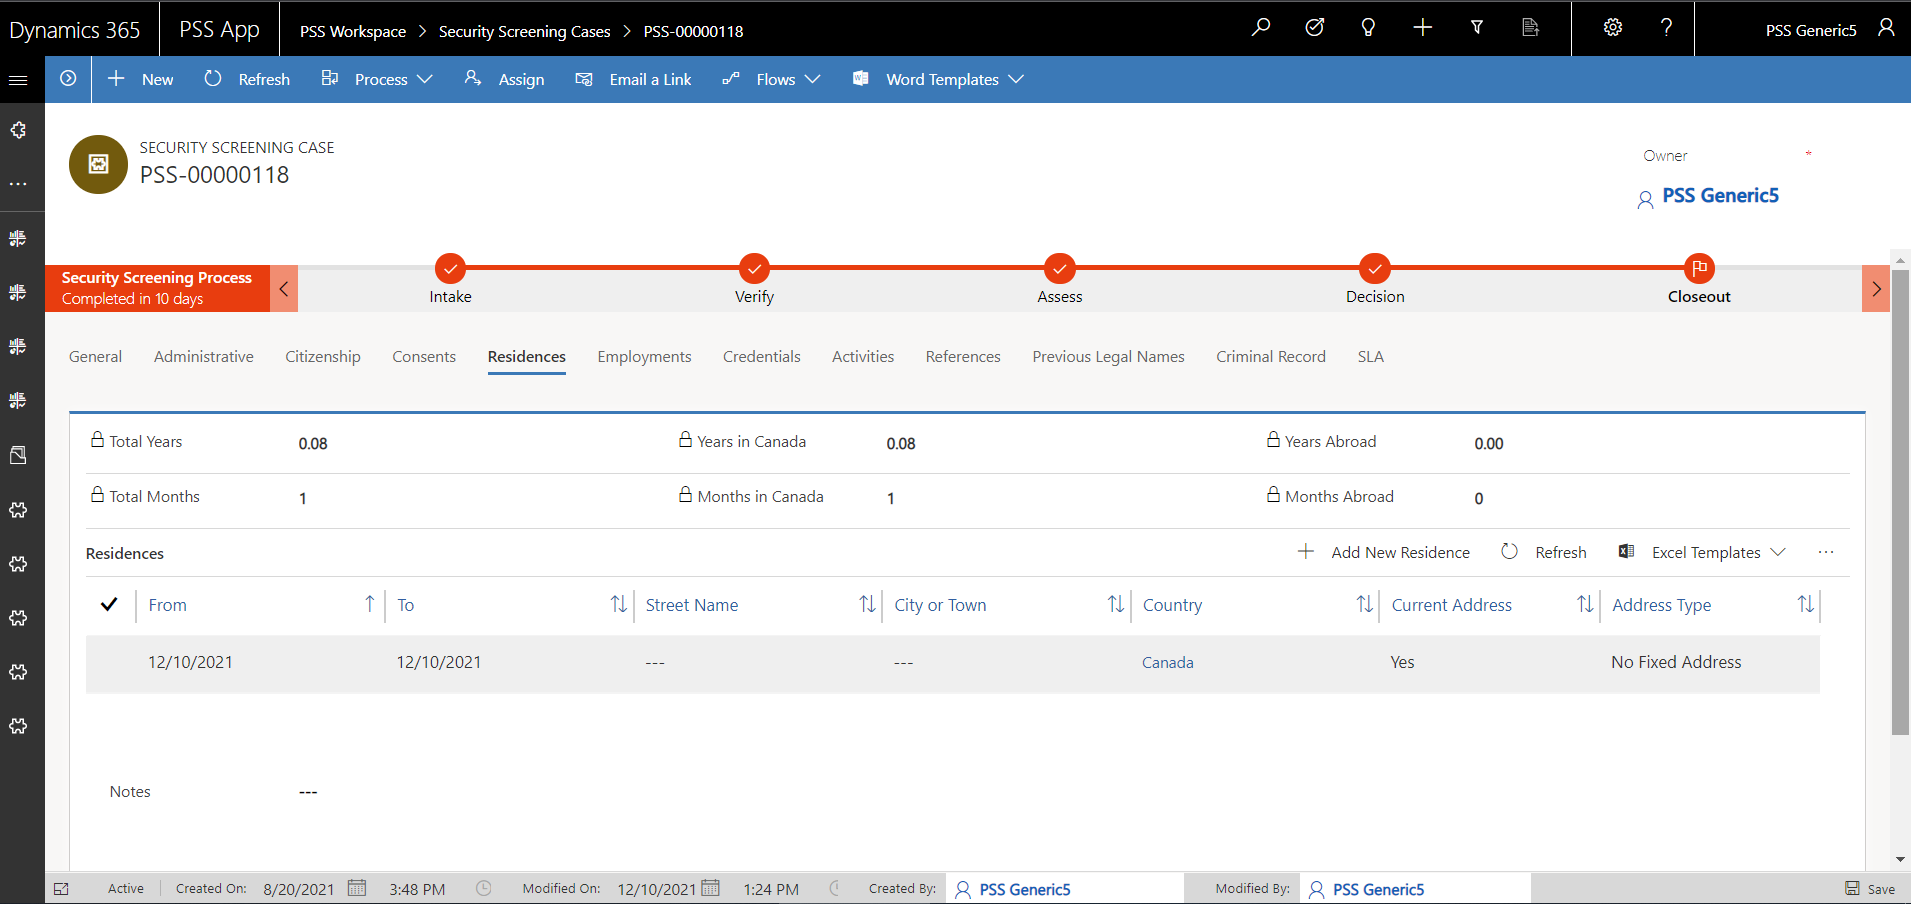 Dynamics 365 PSS App PSS Workspace > Security Screening Cases > PSS-00000118 PSS Generic5
New Refresh Process Assign Email a Link Flows Word Templates
SECURITY SCREENING CASE
PSS-00000118
Owner *
PSS Generic5
Security Screening Process
Completed in 10 days
Intake Verify Assess Decision Closeout
General Administrative Citizenship Consents Residences Employments Credentials Activities References Previous Legal Names Criminal Record SLA
Total Years 0.08 Years in Canada 0.08 Years Abroad 0.00
Total Months 1 Months in Canada 1 Months Abroad 0
Residences Add New Residence Refresh Excel Templates ...
From To Street Name City or Town Country Current Address Address Type
12/10/2021 12/10/2021 --- --- Canada Yes No Fixed Address
Notes ---
Active Created On: 8/20/2021 3:48 PM Modified On: 12/10/2021 1:24 PM Created By: PSS Generic5 Modified By: PSS Generic5 Save